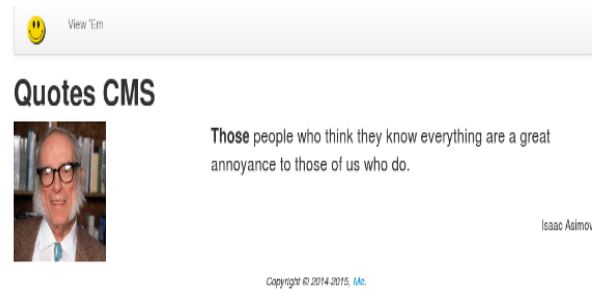 View 'Em
Quotes CMS
Those people who think they know everything are a great
annoyance to those of us who do.
Isaac Asimov
Copyright © 2014-2015, Mo.